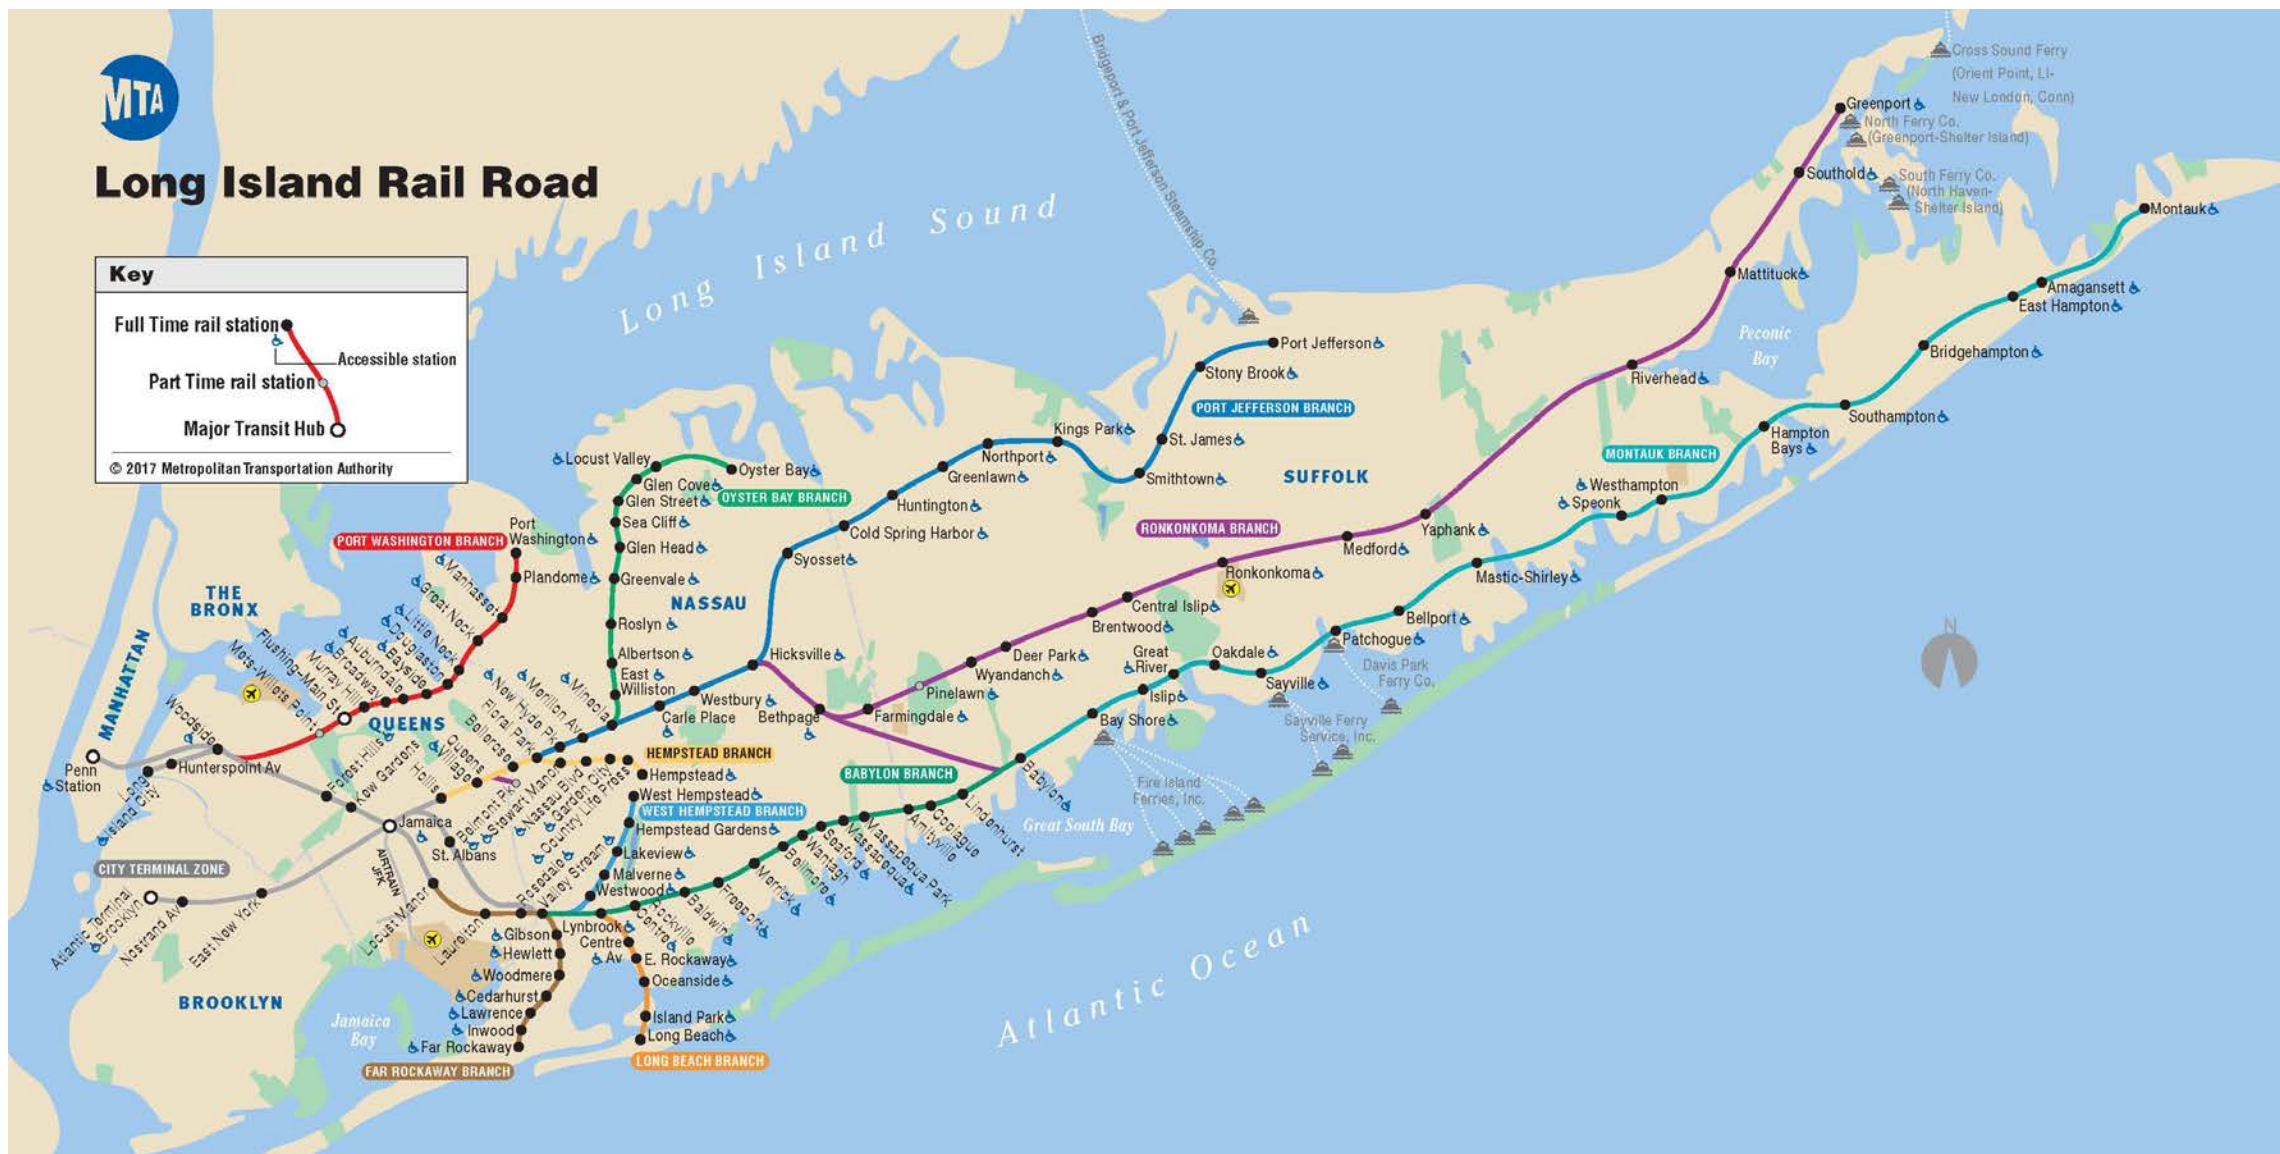 MTA
Long Island Rail Road
Key
Full Time rail station
Accessible station
Part Time rail station
Major Transit Hub
© 2017 Metropolitan Transportation Authority
Long Island Sound
Bridgeport & Port Jefferson Steamship Co.
Cross Sound Ferry
(Orient Point, LI-
New London, Conn)
Greenport
North Ferry Co.
(Greenport-Shelter Island)
Southold
South Ferry Co.
(North Haven-
Shelter Island)
Montauk
Mattituck
Amagansett
East Hampton
Peconic
Bay
Bridgehampton
Riverhead
Southampton
Hampton
Bays
MONTAUK BRANCH
Westhampton
Speonk
Port Jefferson
Stony Brook
PORT JEFFERSON BRANCH
Kings Park
St. James
Northport
Smithtown
SUFFOLK
Greenlawn
Huntington
Cold Spring Harbor
Syosset
RONKONKOMA BRANCH
Yaphank
Medford
Ronkonkoma
Mastic-Shirley
Central Islip
Brentwood
Bellport
Patchogue
Deer Park
Wyandanch
Pinelawn
Farmingdale
Great
River
Oakdale
Sayville
Islip
Bay Shore
Davis Park
Ferry Co.
Sayville Ferry
Service, Inc.
Fire Island
Ferries, Inc.
Great South Bay
N
Locust Valley
Oyster Bay
Glen Cove
OYSTER BAY BRANCH
Glen Street
Sea Cliff
Glen Head
Greenvale
NASSAU
Roslyn
Albertson
East
Williston
Hicksville
Westbury
Carle Place
Bethpage
Port
Washington
PORT WASHINGTON BRANCH
Plandome
Manhasset
Great Neck
Little Neck
Douglaston
Bayside
Auburndale
Broadway
Murray Hill
Flushing-Main St
Mets-Willets Point
THE
BRONX
MANHATTAN
QUEENS
Woodside
Penn
Station
Hunterspoint Av
Long
Island City
Forest Hills
Kew Gardens
Jamaica
Hollis
Queens
Village
Bellerose
Floral Park
New Hyde Pk
Merillon Av
Mineola
HEMPSTEAD BRANCH
Hempstead
Belmont Pk
Stewart Manor
Nassau Blvd
Garden City
Country Life Press
West Hempstead
WEST HEMPSTEAD BRANCH
Hempstead Gardens
Lakeview
Malverne
Westwood
St. Albans
AIRTRAIN
JFK
CITY TERMINAL ZONE
Atlantic Terminal
Brooklyn
Nostrand Av
East New York
BROOKLYN
Jamaica
Bay
Locust Manor
Laurelton
Rosedale
Valley Stream
Gibson
Hewlett
Woodmere
Cedarhurst
Lawrence
Inwood
Far Rockaway
FAR ROCKAWAY BRANCH
Lynbrook
Centre
Av
E. Rockaway
Oceanside
Island Park
Long Beach
LONG BEACH BRANCH
Rockville
Centre
Baldwin
Freeport
Merrick
Bellmore
Wantagh
Seaford
Massapequa
Massapequa Park
Amityville
Copiague
Lindenhurst
Babylon
BABYLON BRANCH
Atlantic Ocean